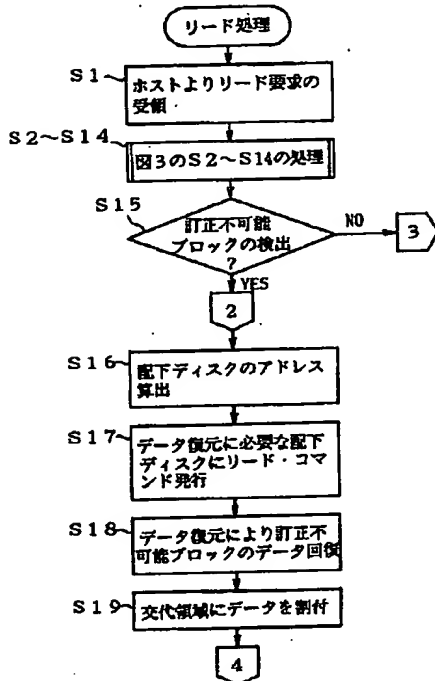 リード処理
S1
ホストよりリード要求の
受領
S2〜S14
図3のS2〜S14の処理
S15
訂正不可能
ブロックの検出
?
NO
3
YES
2
S16
配下ディスクのアドレス
算出
S17
データ復元に必要な配下
ディスクにリード・コマ
ンド発行
S18
データ復元により訂正不
可能ブロックのデータ回復
S19
交代領域にデータを割付
4